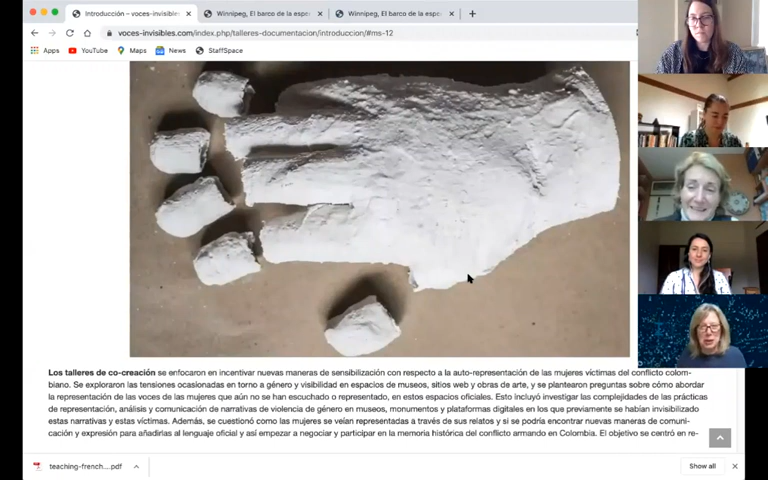 Introducción – voces-invisibles
Winnipeg, El barco de la espe
Winnipeg, El barco de la espe
voces-invisibles.com/index.php/talleres-documentacion/introduccion/#ms-12
Apps YouTube Maps News StaffSpace
Los talleres de co-creación se enfocaron en incentivar nuevas maneras de sensibilización con respecto a la auto-representación de las mujeres víctimas del conflicto colom-
biano. Se exploraron las tensiones ocasionadas en torno a género y visibilidad en espacios de museos, sitios web y obras de arte, y se plantearon preguntas sobre cómo abordar
la representación de las voces de las mujeres que aún no se han escuchado o representado, en estos espacios oficiales. Esto incluyó investigar las complejidades de las prácticas
de representación, análisis y comunicación de narrativas de violencia de género en museos, monumentos y plataformas digitales en los que previamente se habían invisibilizado
estas narrativas y estas víctimas. Además, se cuestionó como las mujeres se veían representadas a través de sus relatos y si se podría encontrar nuevas maneras de comuni-
cación y expresión para añadirlas al lenguaje oficial y así empezar a negociar y participar en la memoria histórica del conflicto armando en Colombia. El objetivo se centró en re-
teaching-french....pdf
Show all